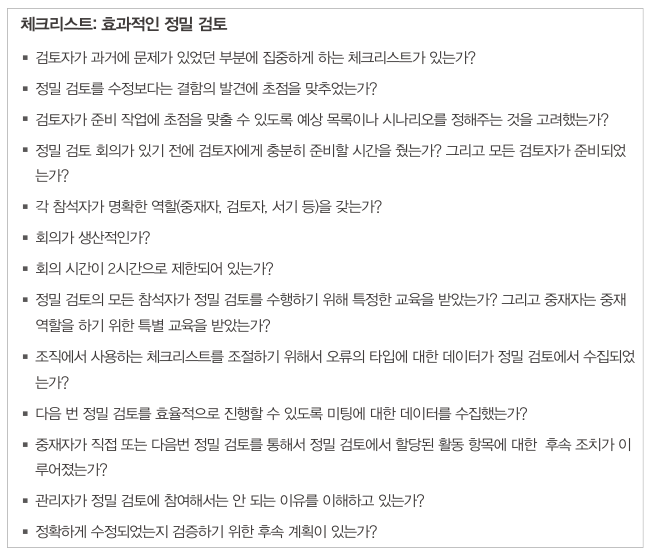 체크리스트: 효과적인 정밀 검토
▪ 검토자가 과거에 문제가 있었던 부분에 집중하게 하는 체크리스트가 있는가?
▪ 정밀 검토를 수정보다는 결함의 발견에 초점을 맞추었는가?
▪ 검토자가 준비 작업에 초점을 맞출 수 있도록 예상 목록이나 시나리오를 정해주는 것을 고려했는가?
▪ 정밀 검토 회의가 있기 전에 검토자에게 충분히 준비할 시간을 줬는가? 그리고 모든 검토자가 준비되었
는가?
▪ 각 참석자가 명확한 역할(중재자, 검토자, 서기 등)을 갖는가?
▪ 회의가 생산적인가?
▪ 회의 시간이 2시간으로 제한되어 있는가?
▪ 정밀 검토의 모든 참석자가 정밀 검토를 수행하기 위해 특정한 교육을 받았는가? 그리고 중재자는 중재
역할을 하기 위한 특별 교육을 받았는가?
▪ 조직에서 사용하는 체크리스트를 조절하기 위해서 오류의 타입에 대한 데이터가 정밀 검토에서 수집되었
는가?
▪ 다음 번 정밀 검토를 효율적으로 진행할 수 있도록 미팅에 대한 데이터를 수집했는가?
▪ 중재자가 직접 또는 다음번 정밀 검토를 통해서 정밀 검토에서 할당된 활동 항목에 대한 후속 조치가 이
루어졌는가?
▪ 관리자가 정밀 검토에 참여해서는 안 되는 이유를 이해하고 있는가?
▪ 정확하게 수정되었는지 검증하기 위한 후속 계획이 있는가?